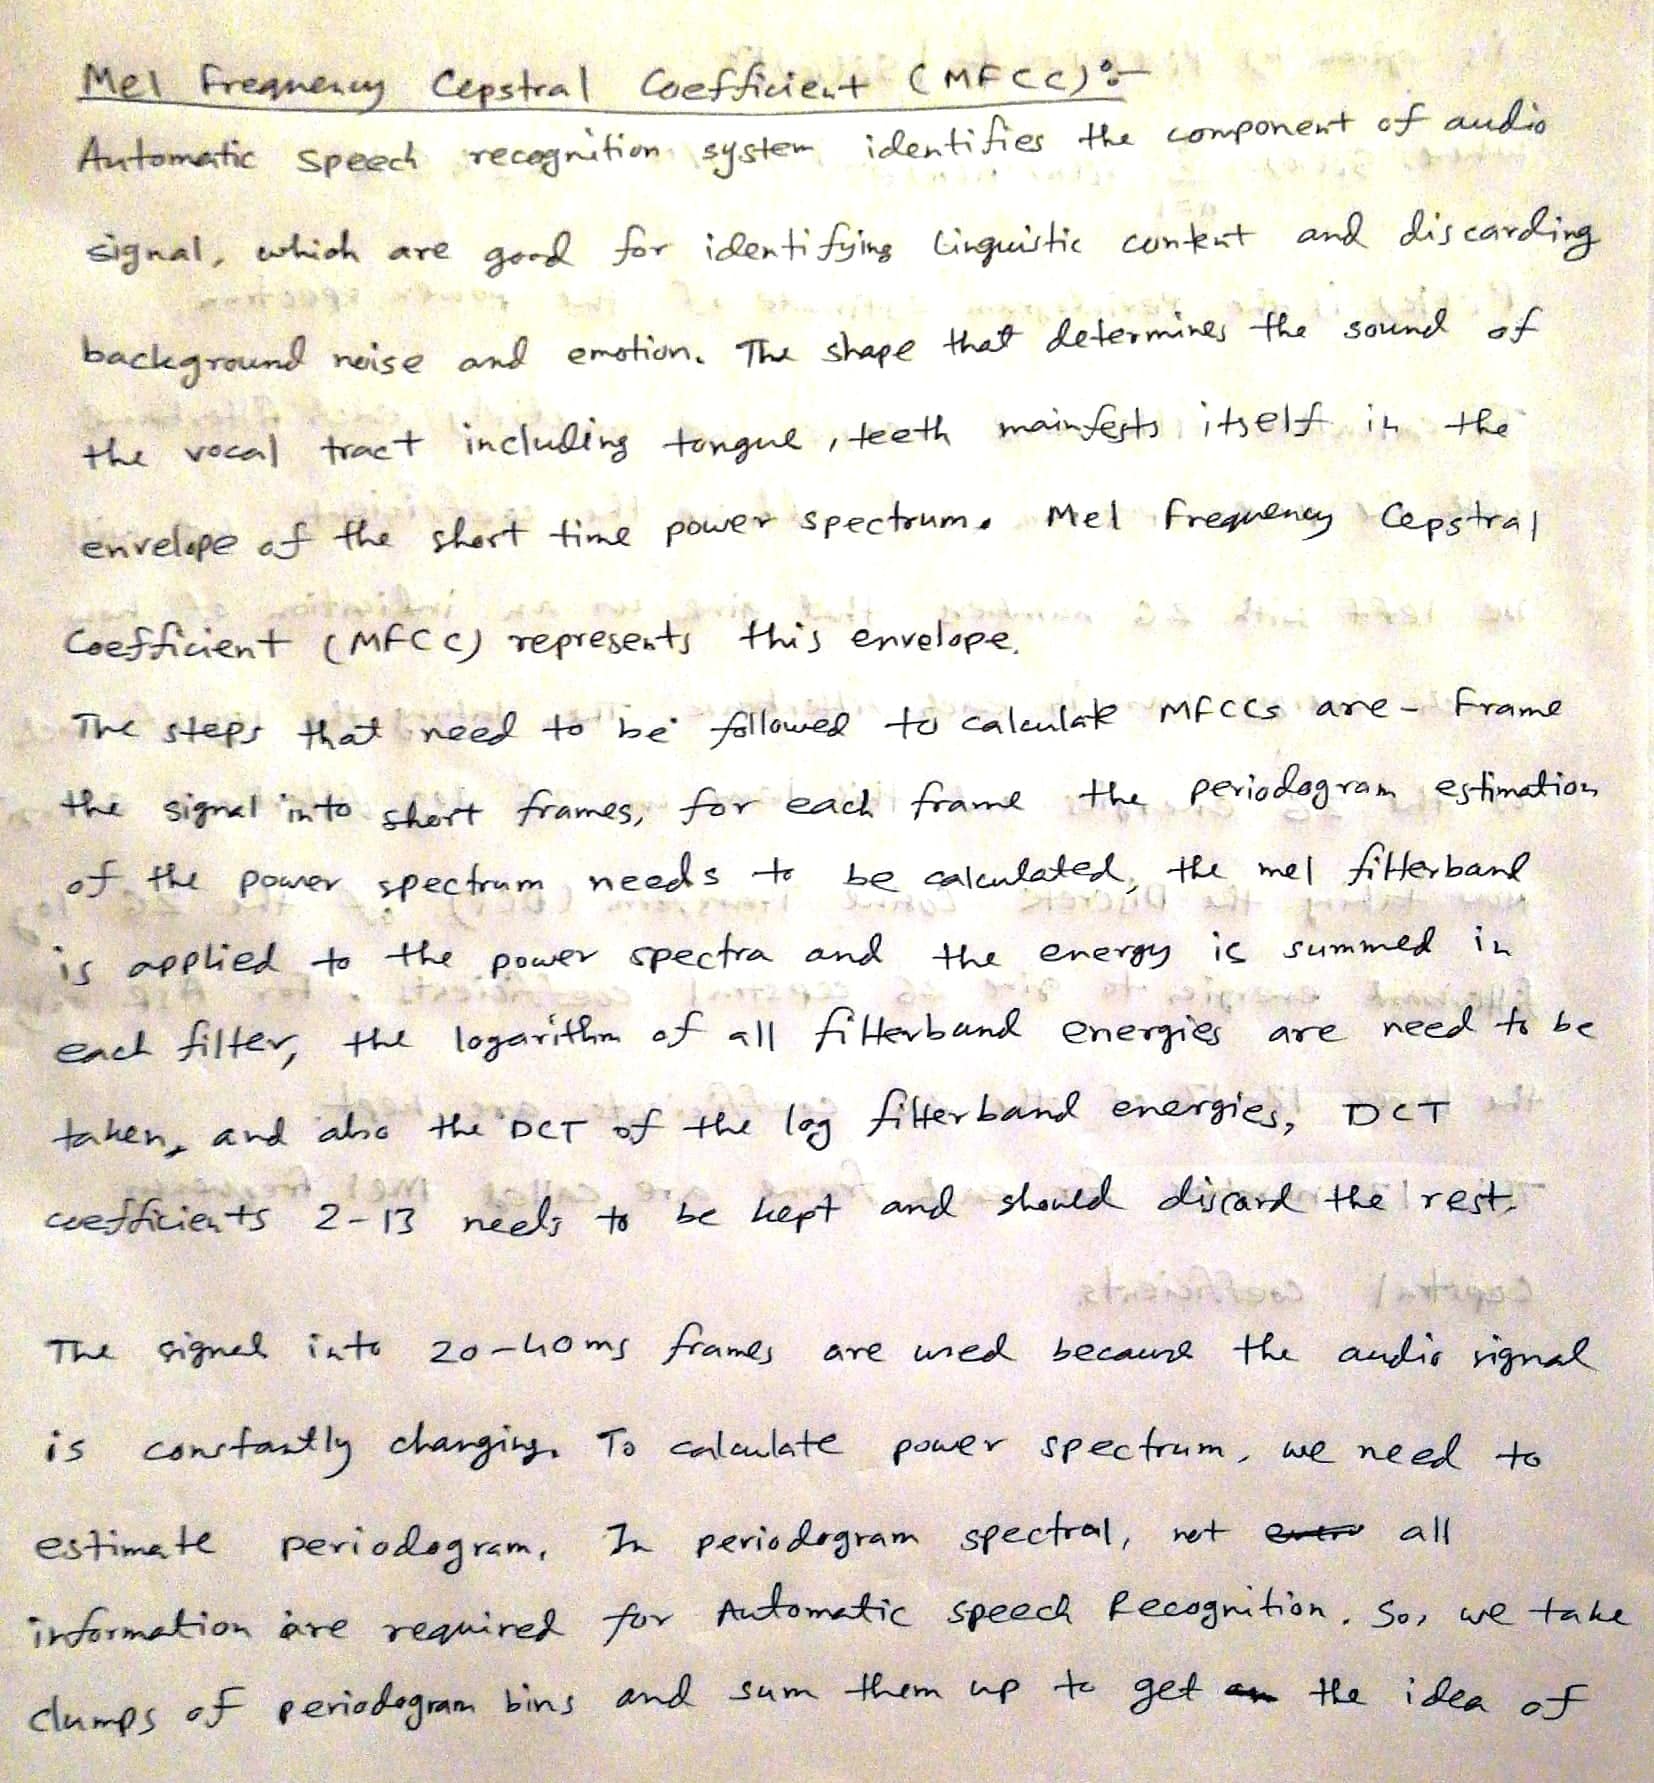 Mel Frequency Cepstral Coefficient (MFCC):-
Automatic speech recognition system identifies the component of audio
signal, which are good for identifying linguistic content and discarding
background noise and emotion. The shape that determines the sound of
the vocal tract including tongue, teeth mainfests itself in the
envelope of the short time power spectrum. Mel Frequency Cepstral
Coefficient (MFCC) represents this envelope.
The steps that need to be followed to calculate MFCCs are - Frame
the signal into short frames, for each frame the periodogram estimation
of the power spectrum needs to be calculated, the mel filterband
is applied to the power spectra and the energy is summed in
each filter, the logarithm of all filterband energies are need to be
taken, and also the DCT of the log filterband energies, DCT
coefficients 2-13 needs to be kept and should discard the rest.
The signal into 20-40ms frames are used because the audio signal
is constantly changing. To calculate power spectrum, we need to
estimate periodogram. In periodogram spectral, not all
information are required for Automatic speech Recognition. So, we take
clumps of periodogram bins and sum them up to get the idea of